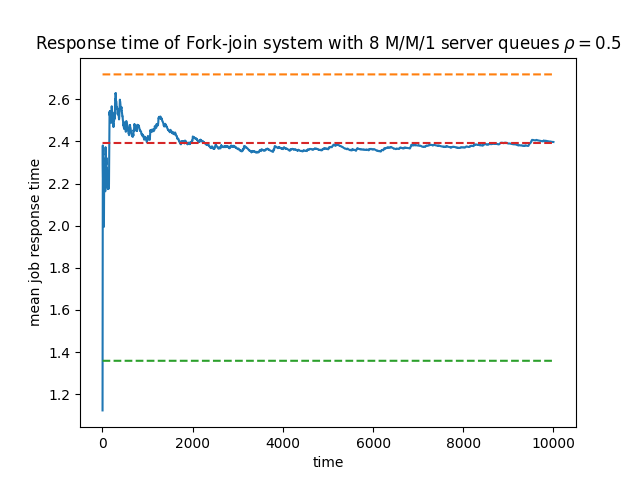 Response time of Fork-join system with 8 M/M/1 server queues ρ = 0.5
mean job response time
2.6
2.4
2.2
2.0
1.8
1.6
1.4
1.2
0 2000 4000 6000 8000 10000
time